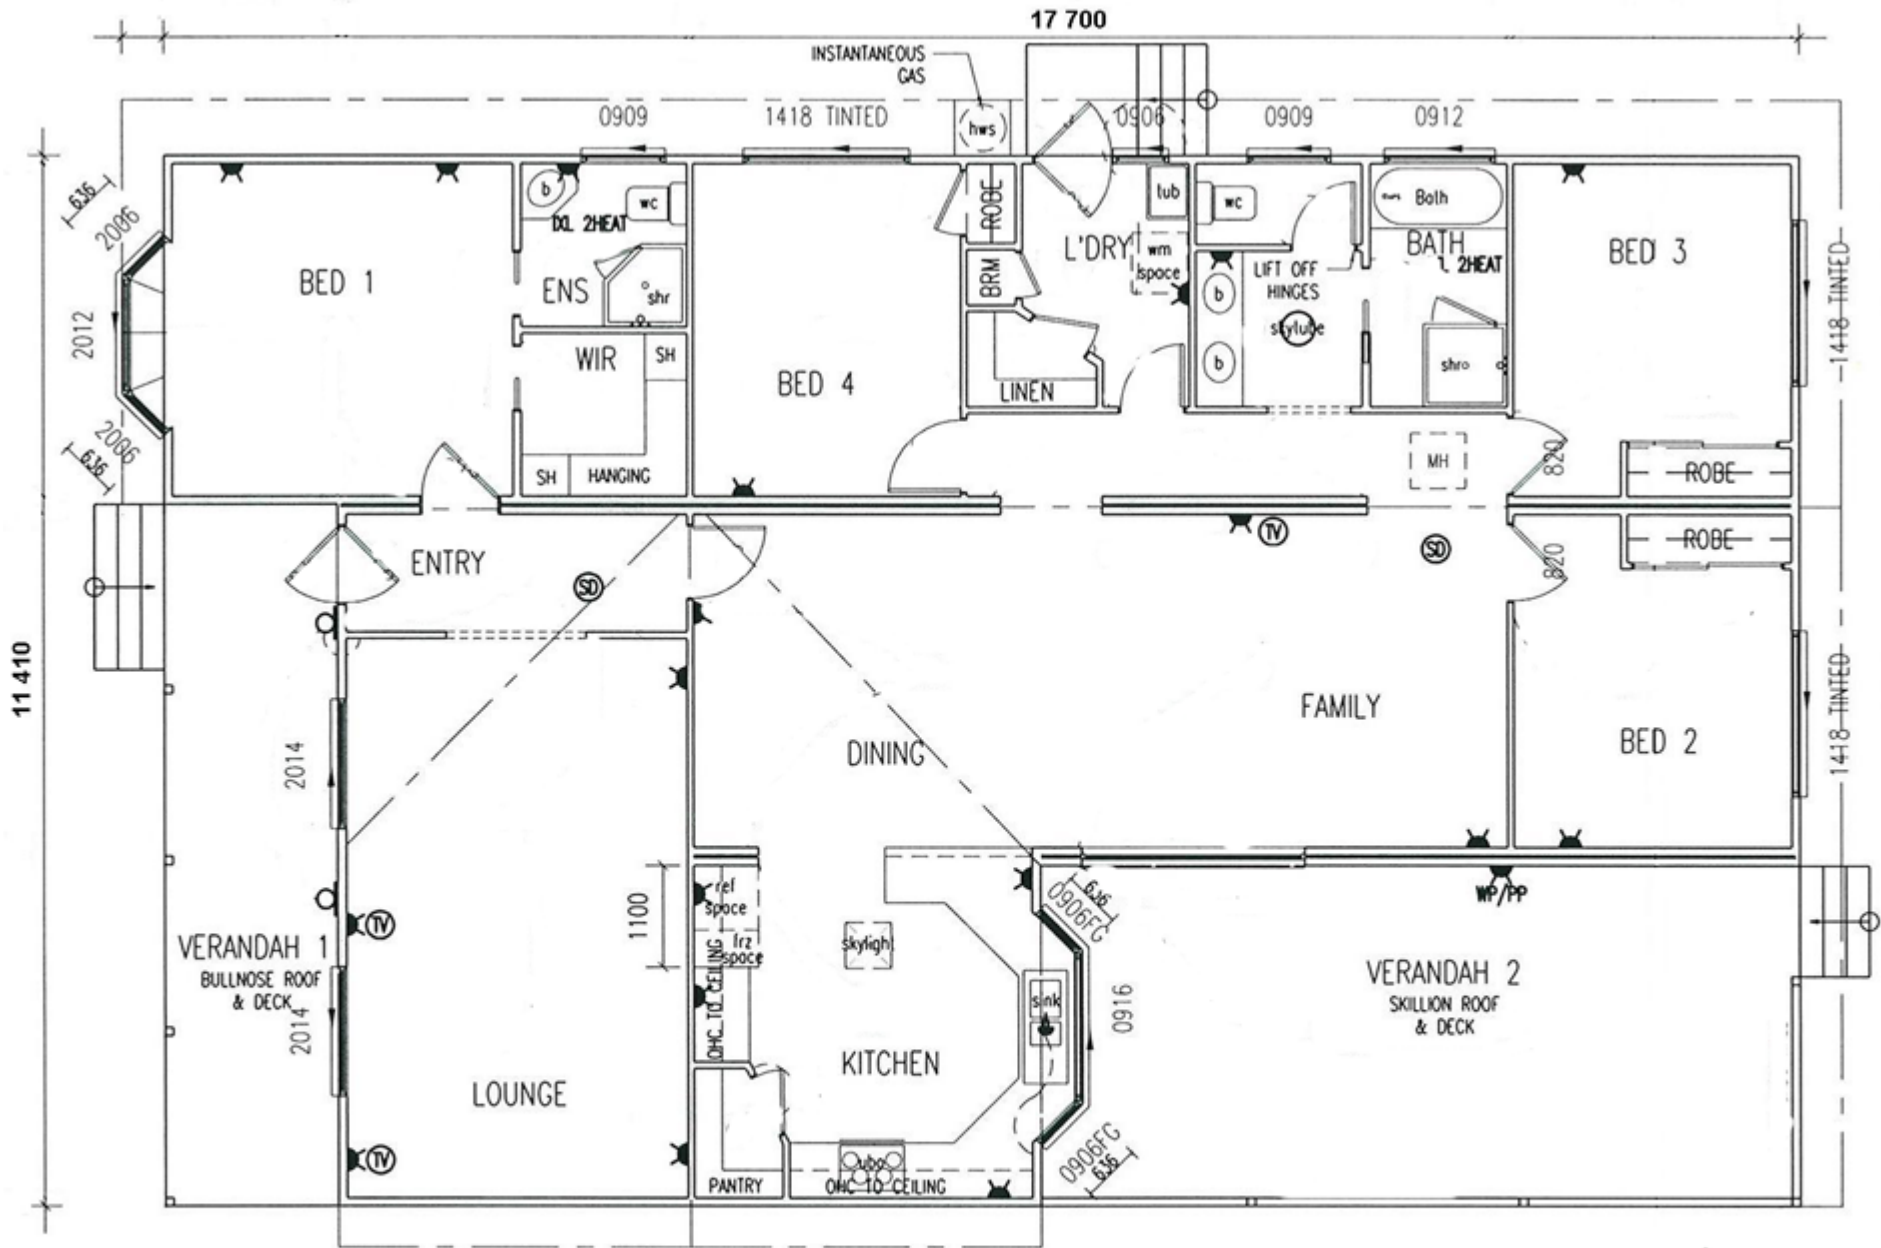 17 700
INSTANTANEOUS
GAS
hws
0909
1418 TINTED
0906
0909
0912
636
2006
2012
2006
636
BED 1
b
wc
IXL 2HEAT
ENS
shr
WIR
SH
SH
HANGING
BED 4
ROBE
BRM
LINEN
L'DRY
tub
wm
space
wc
b
b
LIFT OFF
HINGES
skytube
Bath
BATH
2HEAT
shr
BED 3
1418 TINTED
MH
820
ROBE
ROBE
820
11 410
ENTRY
SD
TV
SD
FAMILY
DINING
BED 2
1418 TINTED
2014
VERANDAH 1
BULLNOSE ROOF
& DECK
2014
TV
TV
LOUNGE
1100
ref
space
frz
space
OHC TO CEILING
skylight
KITCHEN
sink
PANTRY
ubo
OHC TO CEILING
636
0906FG
0916
0906FG
636
WP/PP
VERANDAH 2
SKILLION ROOF
& DECK